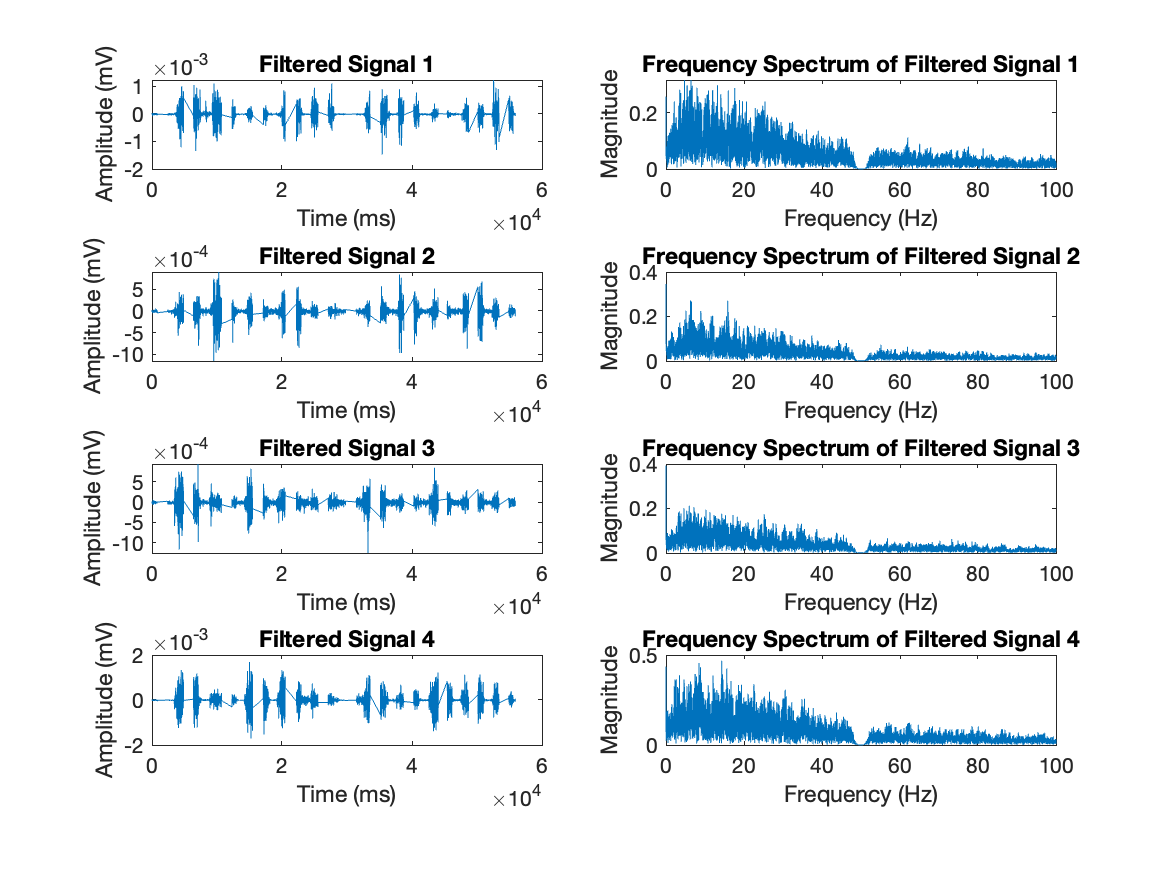 Filtered Signal 1
×10-3
Amplitude (mV)
1
0
-1
-2
0 2 4 6
Time (ms)
×104
Frequency Spectrum of Filtered Signal 1
Magnitude
0.2
0
0 20 40 60 80 100
Frequency (Hz)
Filtered Signal 2
×10-4
Amplitude (mV)
5
0
-5
-10
0 2 4 6
Time (ms)
×104
Frequency Spectrum of Filtered Signal 2
Magnitude
0.4
0.2
0
0 20 40 60 80 100
Frequency (Hz)
Filtered Signal 3
×10-4
Amplitude (mV)
5
0
-5
-10
0 2 4 6
Time (ms)
×104
Frequency Spectrum of Filtered Signal 3
Magnitude
0.4
0.2
0
0 20 40 60 80 100
Frequency (Hz)
Filtered Signal 4
×10-3
Amplitude (mV)
2
0
-2
0 2 4 6
Time (ms)
×104
Frequency Spectrum of Filtered Signal 4
Magnitude
0.5
0
0 20 40 60 80 100
Frequency (Hz)